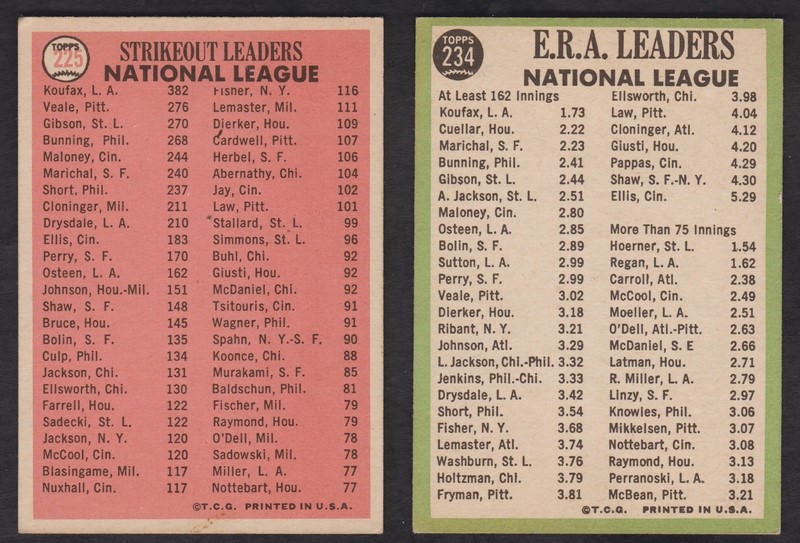 TOPPS
225
STRIKEOUT LEADERS
NATIONAL LEAGUE
Koufax, L. A. 382
Veale, Pitt. 276
Gibson, St. L. 270
Bunning, Phil. 268
Maloney, Cin. 244
Marichal, S. F. 240
Short, Phil. 237
Cloninger, Mil. 211
Drysdale, L. A. 210
Ellis, Cin. 183
Perry, S. F. 170
Osteen, L. A. 162
Johnson, Hou.-Mil. 151
Shaw, S. F. 148
Bruce, Hou. 145
Bolin, S. F. 135
Culp, Phil. 134
Jackson, Chi. 131
Ellsworth, Chi. 130
Farrell, Hou. 122
Sadecki, St. L. 122
Jackson, N. Y. 120
McCool, Cin. 120
Blasingame, Mil. 117
Nuxhall, Cin. 117
Fisher, N. Y. 116
Lemaster, Mil. 111
Dierker, Hou. 109
Cardwell, Pitt. 107
Herbel, S. F. 106
Abernathy, Chi. 104
Jay, Cin. 102
Law, Pitt. 101
Stallard, St. L. 99
Simmons, St. L. 96
Buhl, Chi. 92
Giusti, Hou. 92
McDaniel, Chi. 92
Tsitouris, Cin. 91
Wagner, Phil. 91
Spahn, N. Y.-S. F. 90
Koonce, Chi. 88
Murakami, S. F. 85
Baldschun, Phil. 81
Fischer, Mil. 79
Raymond, Hou. 79
O'Dell, Mil. 78
Sadowski, Mil. 78
Miller, L. A. 77
Nottebart, Hou. 77
©T.C.G. PRINTED IN U.S.A.
TOPPS
234
E.R.A. LEADERS
NATIONAL LEAGUE
At Least 162 Innings
Koufax, L. A. 1.73
Cuellar, Hou. 2.22
Marichal, S. F. 2.23
Bunning, Phil. 2.41
Gibson, St. L. 2.44
A. Jackson, St. L. 2.51
Maloney, Cin. 2.80
Osteen, L. A. 2.85
Bolin, S. F. 2.89
Sutton, L. A. 2.99
Perry, S. F. 2.99
Veale, Pitt. 3.02
Dierker, Hou. 3.18
Ribant, N. Y. 3.21
Johnson, Atl. 3.29
L. Jackson, Chi.-Phil. 3.32
Jenkins, Phil.-Chi. 3.33
Drysdale, L. A. 3.42
Short, Phil. 3.54
Fisher, N. Y. 3.68
Lemaster, Atl. 3.74
Washburn, St. L. 3.76
Holtzman, Chi. 3.79
Fryman, Pitt. 3.81
Ellsworth, Chi. 3.98
Law, Pitt. 4.04
Cloninger, Atl. 4.12
Giusti, Hou. 4.20
Pappas, Cin. 4.29
Shaw, S. F.-N. Y. 4.30
Ellis, Cin. 5.29
More Than 75 Innings
Hoerner, St. L. 1.54
Regan, L. A. 1.62
Carroll, Atl. 2.38
McCool, Cin. 2.49
Moeller, L. A. 2.51
O'Dell, Atl.-Pitt. 2.63
McDaniel, S. E 2.66
Latman, Hou. 2.71
R. Miller, L. A. 2.79
Linzy, S. F. 2.97
Knowles, Phil. 3.06
Mikkelsen, Pitt. 3.07
Nottebart, Cin. 3.08
Raymond, Hou. 3.13
Perranoski, L. A. 3.18
McBean, Pitt. 3.21
©T.C.G. PRINTED IN U.S.A.